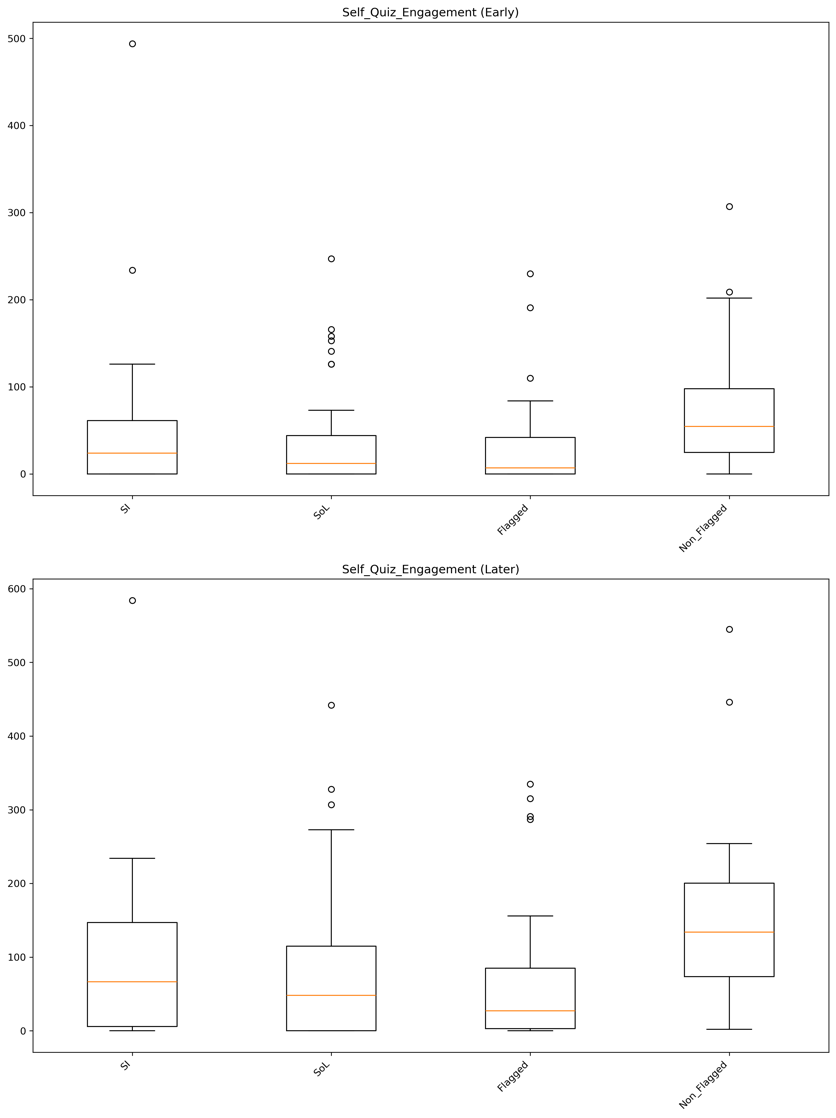 Self_Quiz_Engagement (Early)
500
400
300
200
100
0
SI
SoL
Flagged
Non_Flagged
Self_Quiz_Engagement (Later)
600
500
400
300
200
100
0
SI
SoL
Flagged
Non_Flagged